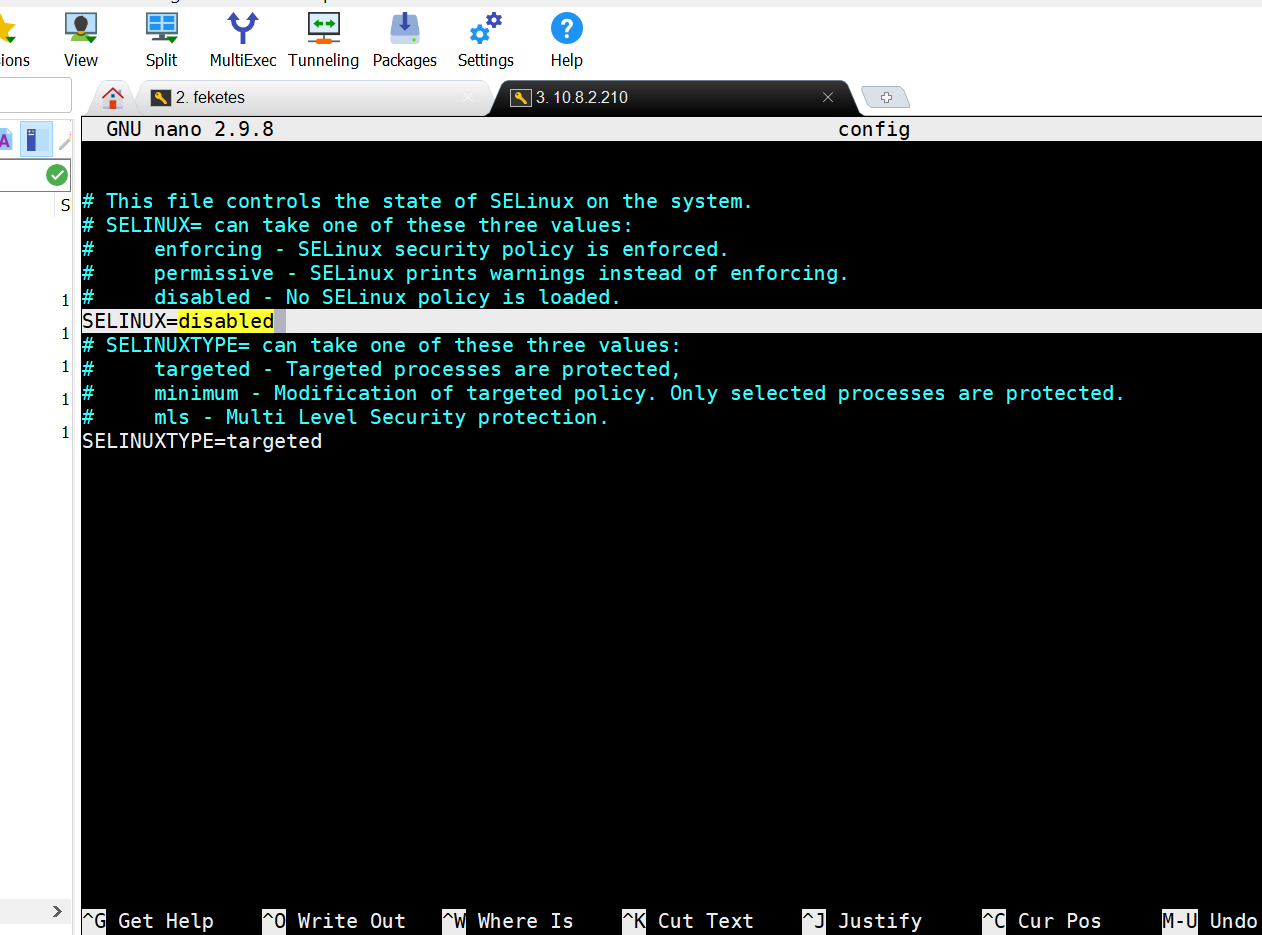 ions View Split MultiExec Tunneling Packages Settings Help
2. feketes 3. 10.8.2.210
GNU nano 2.9.8 config
S
# This file controls the state of SELinux on the system.
# SELINUX= can take one of these three values:
#     enforcing - SELinux security policy is enforced.
#     permissive - SELinux prints warnings instead of enforcing.
1
#     disabled - No SELinux policy is loaded.
SELINUX=disabled
1
# SELINUXTYPE= can take one of these three values:
1
#     targeted - Targeted processes are protected,
1
#     minimum - Modification of targeted policy. Only selected processes are protected.
#     mls - Multi Level Security protection.
1
SELINUXTYPE=targeted
^G Get Help ^O Write Out ^W Where Is ^K Cut Text ^J Justify ^C Cur Pos M-U Undo